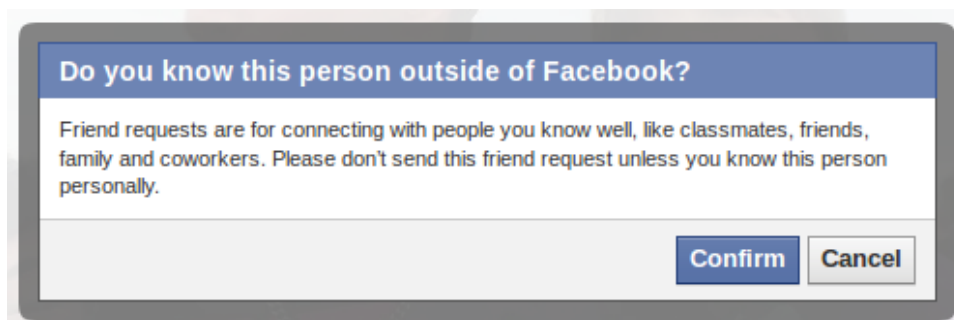 Do you know this person outside of Facebook?
Friend requests are for connecting with people you know well, like classmates, friends,
family and coworkers. Please don't send this friend request unless you know this person
personally.
Confirm Cancel